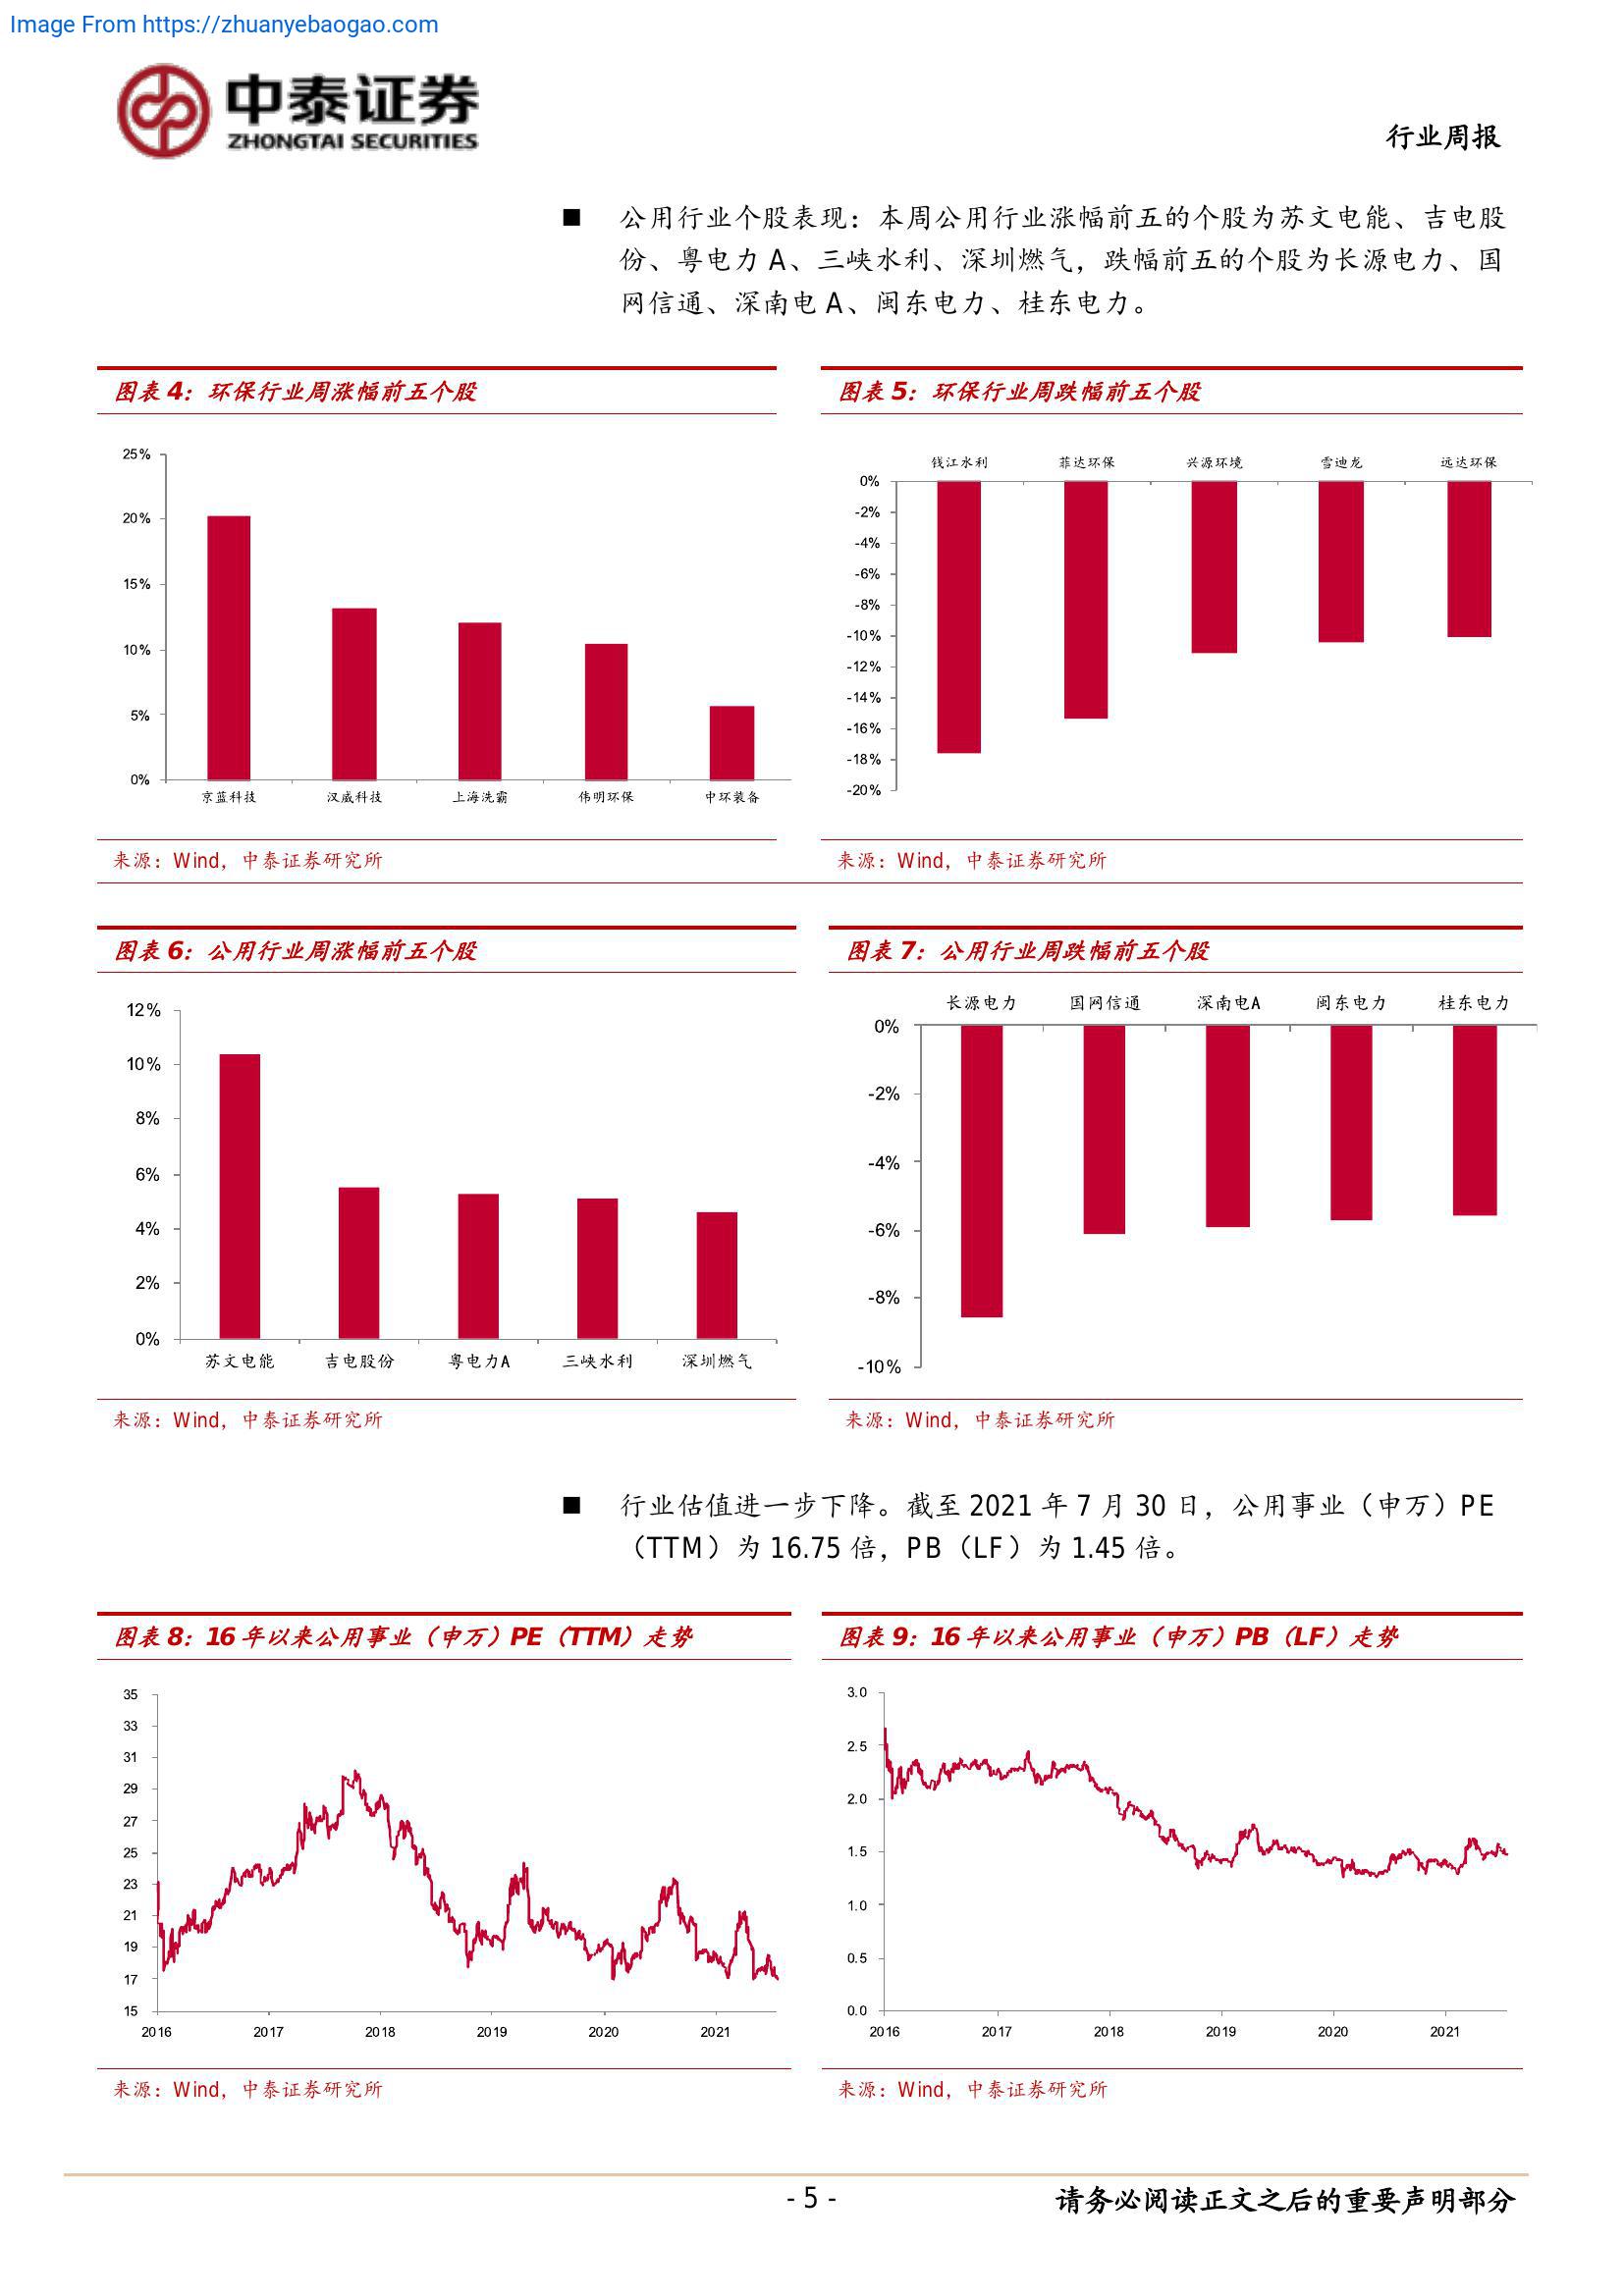 Image From https://zhuanyebaogao.com
中泰证券
ZHONGTAI SECURITIES
行业周报
■ 公用行业个股表现：本周公用行业涨幅前五的个股为苏文电能、吉电股
份、粤电力 A、三峡水利、深圳燃气，跌幅前五的个股为长源电力、国
网信通、深南电 A、闽东电力、桂东电力。
图表 4：环保行业周涨幅前五个股
25%
20%
15%
10%
5%
0%
京蓝科技 汉威科技 上海洗霸 伟明环保 中环装备
来源：Wind，中泰证券研究所
图表 5：环保行业周跌幅前五个股
钱江水利 菲达环保 兴源环境 雪迪龙 远达环保
0%
-2%
-4%
-6%
-8%
-10%
-12%
-14%
-16%
-18%
-20%
来源：Wind，中泰证券研究所
图表 6：公用行业周涨幅前五个股
12%
10%
8%
6%
4%
2%
0%
苏文电能 吉电股份 粤电力A 三峡水利 深圳燃气
来源：Wind，中泰证券研究所
图表 7：公用行业周跌幅前五个股
长源电力 国网信通 深南电A 闽东电力 桂东电力
0%
-2%
-4%
-6%
-8%
-10%
来源：Wind，中泰证券研究所
■ 行业估值进一步下降。截至 2021 年 7 月 30 日，公用事业（申万）PE
（TTM）为 16.75 倍，PB（LF）为 1.45 倍。
图表 8：16 年以来公用事业（申万）PE（TTM）走势
35
33
31
29
27
25
23
21
19
17
15
2016 2017 2018 2019 2020 2021
来源：Wind，中泰证券研究所
图表 9：16 年以来公用事业（申万）PB（LF）走势
3.0
2.5
2.0
1.5
1.0
0.5
0.0
2016 2017 2018 2019 2020 2021
来源：Wind，中泰证券研究所
- 5 -
请务必阅读正文之后的重要声明部分